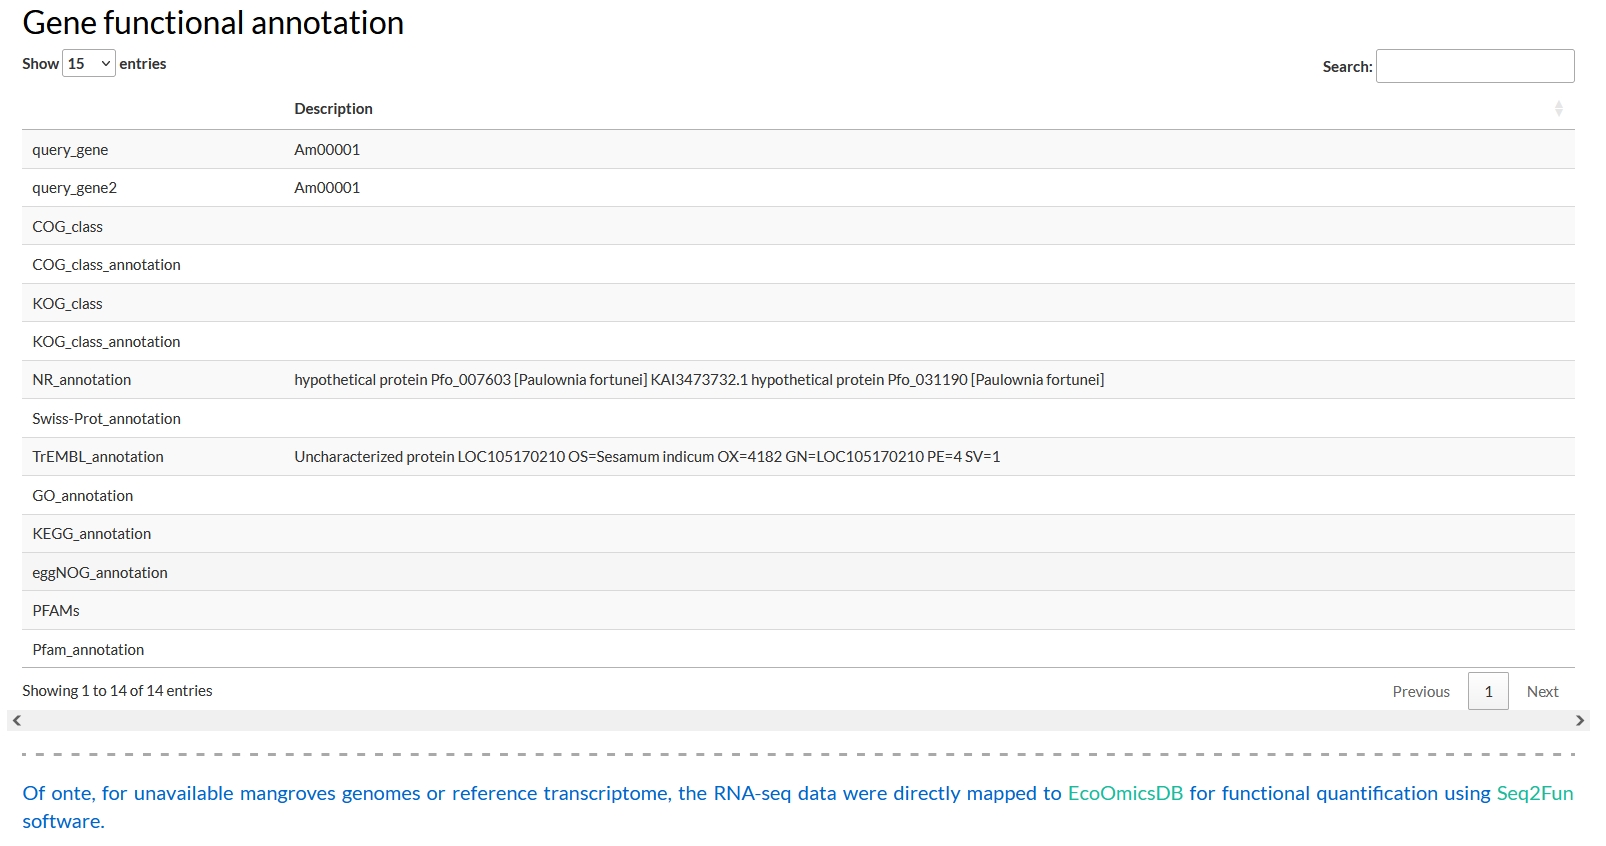 Gene functional annotation
Show 15 entries
Search:
Description
query_gene Am00001
query_gene2 Am00001
COG_class
COG_class_annotation
KOG_class
KOG_class_annotation
NR_annotation hypothetical protein Pfo_007603 [Paulownia fortunei] KAI3473732.1 hypothetical protein Pfo_031190 [Paulownia fortunei]
Swiss-Prot_annotation
TrEMBL_annotation Uncharacterized protein LOC105170210 OS=Sesamum indicum OX=4182 GN=LOC105170210 PE=4 SV=1
GO_annotation
KEGG_annotation
eggNOG_annotation
PFAMs
Pfam_annotation
Showing 1 to 14 of 14 entries
Previous 1 Next
Of onte, for unavailable mangroves genomes or reference transcriptome, the RNA-seq data were directly mapped to EcoOmicsDB for functional quantification using Seq2Fun
software.